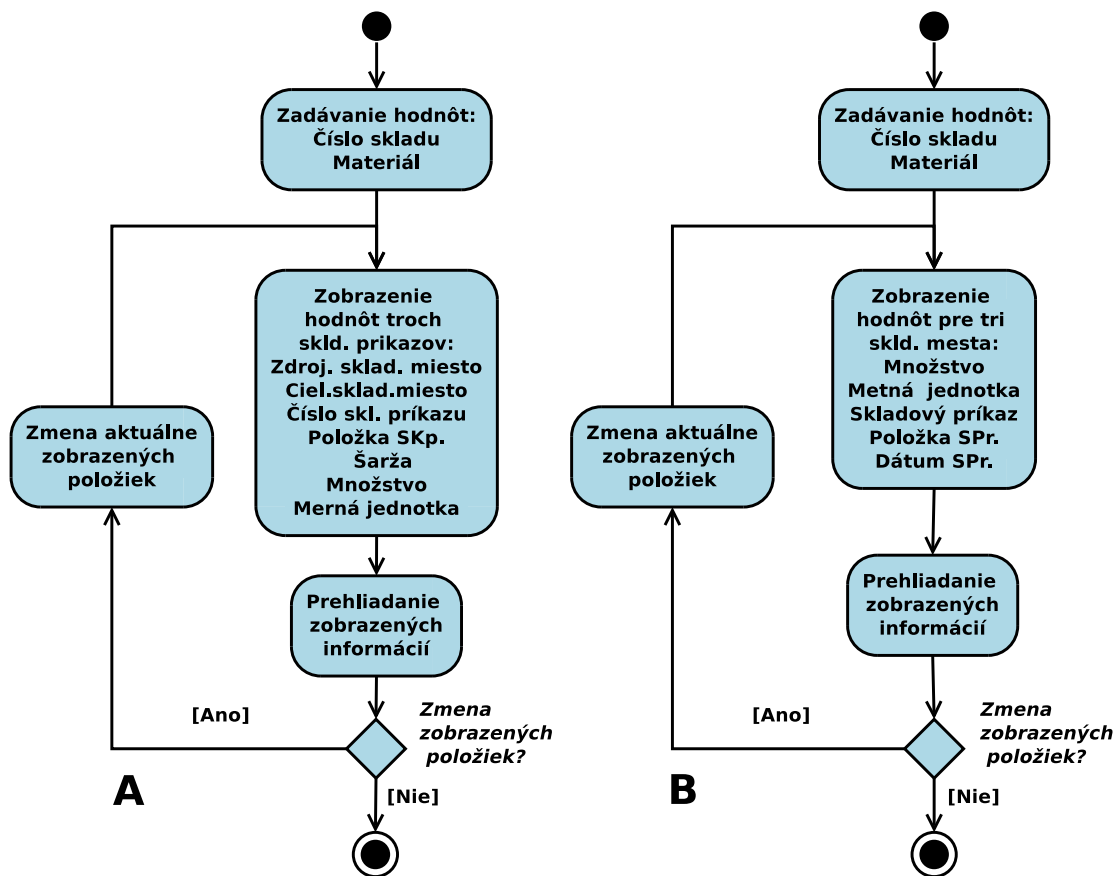 Zadávanie hodnôt:
Číslo skladu
Materiál
Zobrazenie
hodnôt troch
skld. prikazov:
Zdroj. sklad. miesto
Ciel.sklad.miesto
Číslo skl. príkazu
Položka SKp.
Šarža
Množstvo
Merná jednotka
Zmena aktuálne
zobrazených
položiek
Prehliadanie
zobrazených
informácií
[Ano]
Zmena
zobrazených
položiek?
A
[Nie]
Zadávanie hodnôt:
Číslo skladu
Materiál
Zobrazenie
hodnôt pre tri
skld. mesta:
Množstvo
Metná jednotka
Skladový príkaz
Položka SPr.
Dátum SPr.
Zmena aktuálne
zobrazených
položiek
Prehliadanie
zobrazených
informácií
[Ano]
Zmena
zobrazených
položiek?
B
[Nie]